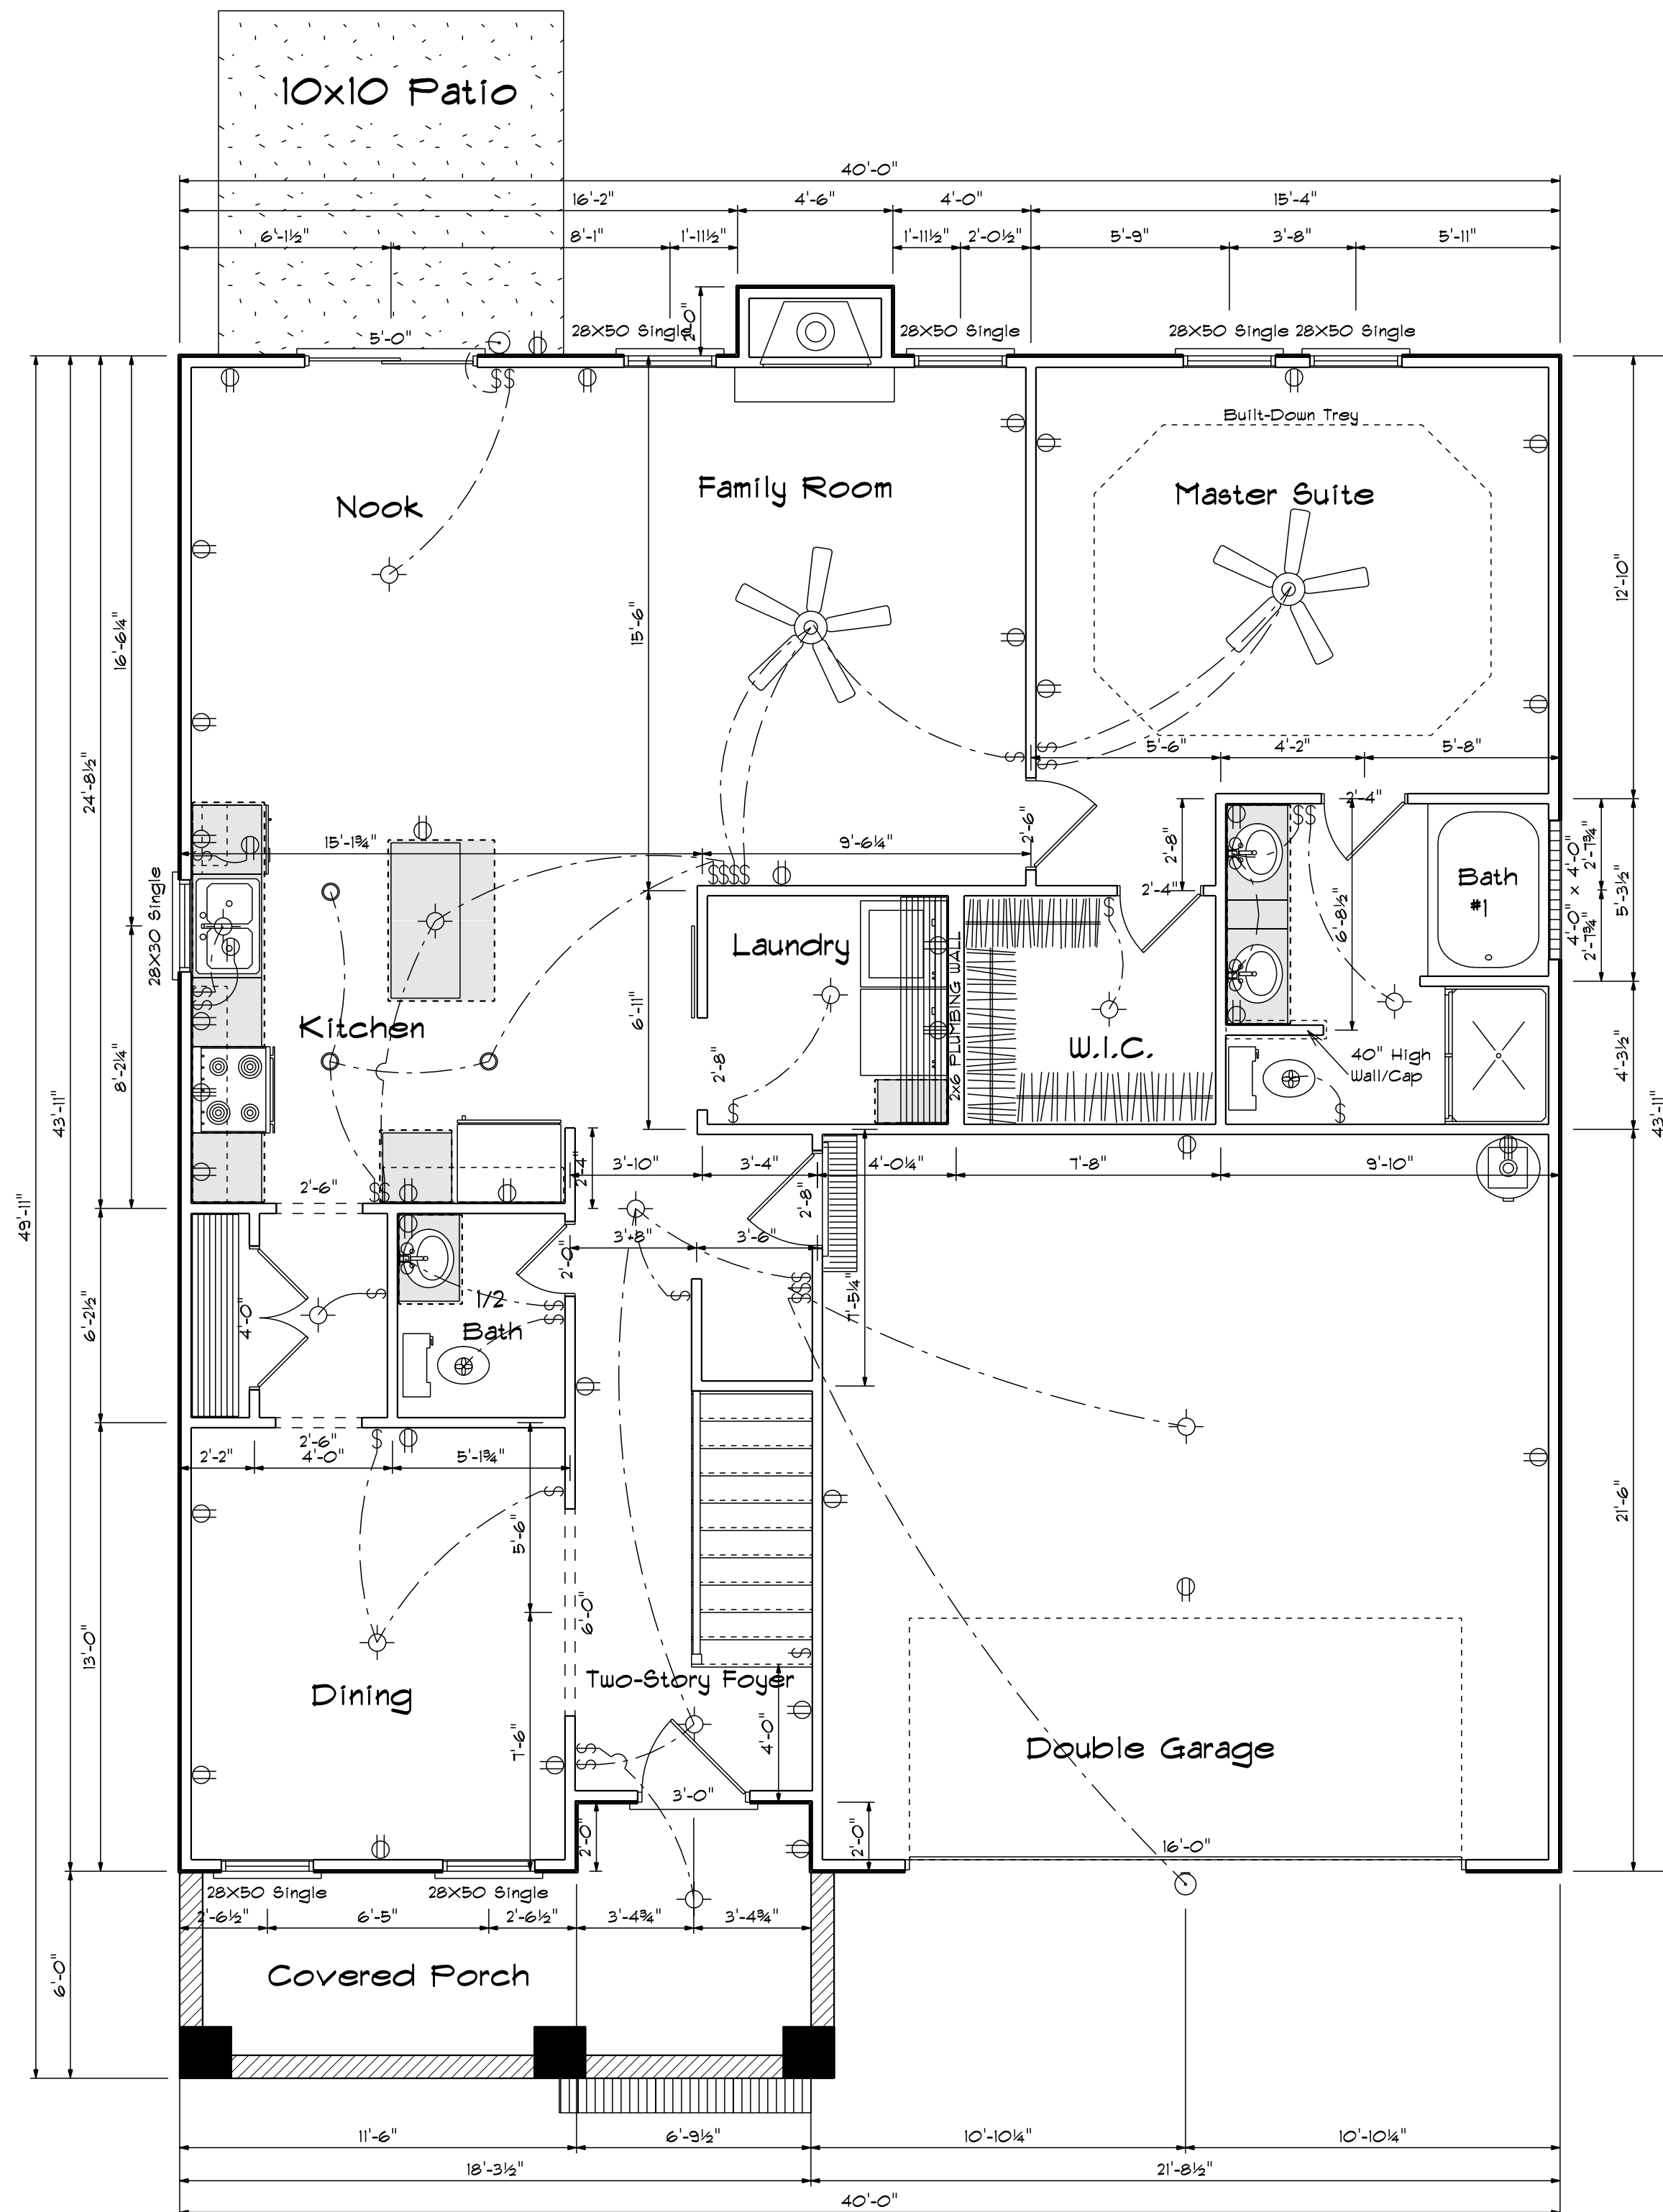 10x10 Patio
40'-0"
16'-2" 4'-6" 4'-0" 15'-4"
6'-1½" 8'-1" 1'-11½" 1'-11½" 2'-0½" 5'-9" 3'-8" 5'-11"
5'-0" 28X50 Single 2'-0" 28X50 Single 28X50 Single 28X50 Single
Built-Down Trey
Nook Family Room Master Suite
12'-10"
16'-6¼"
15'-6"
24'-8½"
5'-6" 4'-2" 5'-8"
2'-4"
15'-1¾" 9'-6¼" 2'-6" 2'-8"
2'-4"
28X30 Single
Laundry
2x6 PLUMBING WALL
6'-8½"
Bath
#1
4'-0" x 4'-0"
2'-7¾"
2'-7¾"
5'-3½"
Kitchen
6'-11"
2'-8"
W.I.C.
40" High
Wall/Cap
4'-3½"
8'-2¼"
43'-11"
43'-11"
49'-11"
2'-6" 2'-4" 3'-10" 3'-4" 4'-0¼" 7'-8" 9'-10"
2'-8"
2'-0" 3'-8" 3'-6"
6'-2½"
4'-0"
1/2
Bath
7'-5¼"
2'-6"
2'-2" 4'-0" 5'-1¾"
5'-6"
21'-6"
6'-0"
13'-0"
Dining
Two-Story Foyer
7'-6"
4'-0"
Double Garage
3'-0"
2'-0" 2'-0"
16'-0"
28X50 Single 28X50 Single
2'-6½" 6'-5" 2'-6½" 3'-4¾" 3'-4¾"
6'-0"
Covered Porch
11'-6" 6'-9½" 10'-10¼" 10'-10¼"
18'-3½" 21'-8½"
40'-0"